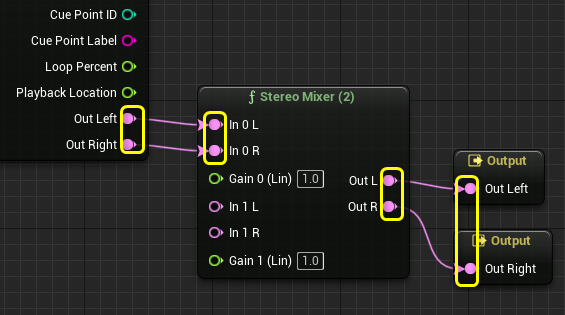 Cue Point ID
Cue Point Label
Loop Percent
Playback Location
Out Left
Out Right
ƒ Stereo Mixer (2)
In 0 L
In 0 R
Gain 0 (Lin) 1.0
In 1 L
In 1 R
Gain 1 (Lin) 1.0
Out L
Out R
Output
Out Left
Output
Out Right